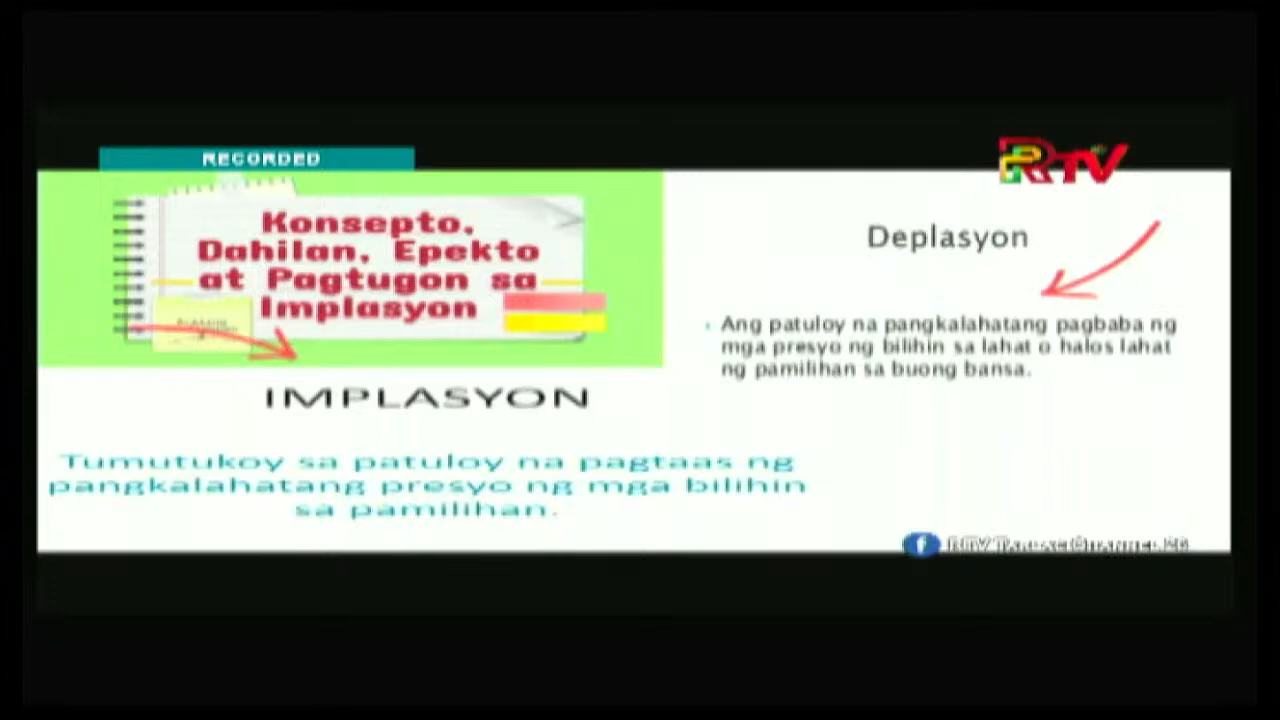 RECORDED
RTV
Konsepto,
Dahilan, Epekto
at Pagtugon sa
Implasyon
IMPLASYON
Tumutukoy sa patuloy na pagtaas ng
pangkalahatang presyo ng mga bilihin
sa pamilihan.
Deplasyon
Ang patuloy na pangkalahatang pagbaba ng
mga presyo ng bilihin sa lahat o halos lahat
ng pamilihan sa buong bansa.